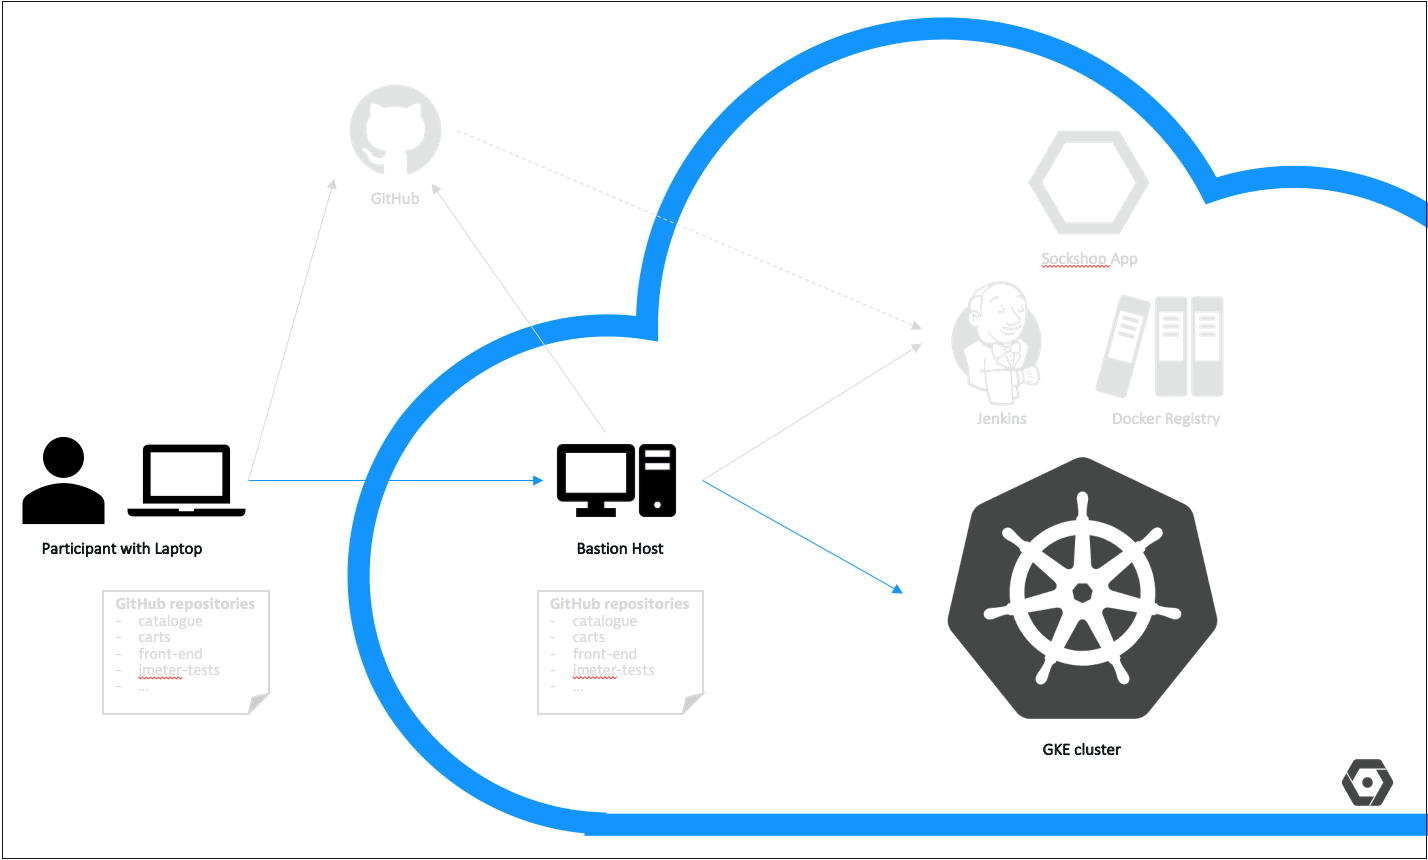 GitHub
Sockshop App
Jenkins
Docker Registry
Participant with Laptop
Bastion Host
GitHub repositories
- catalogue
- carts
- front-end
- jmeter-tests
- ...
GitHub repositories
- catalogue
- carts
- front-end
- jmeter-tests
- ...
GKE cluster